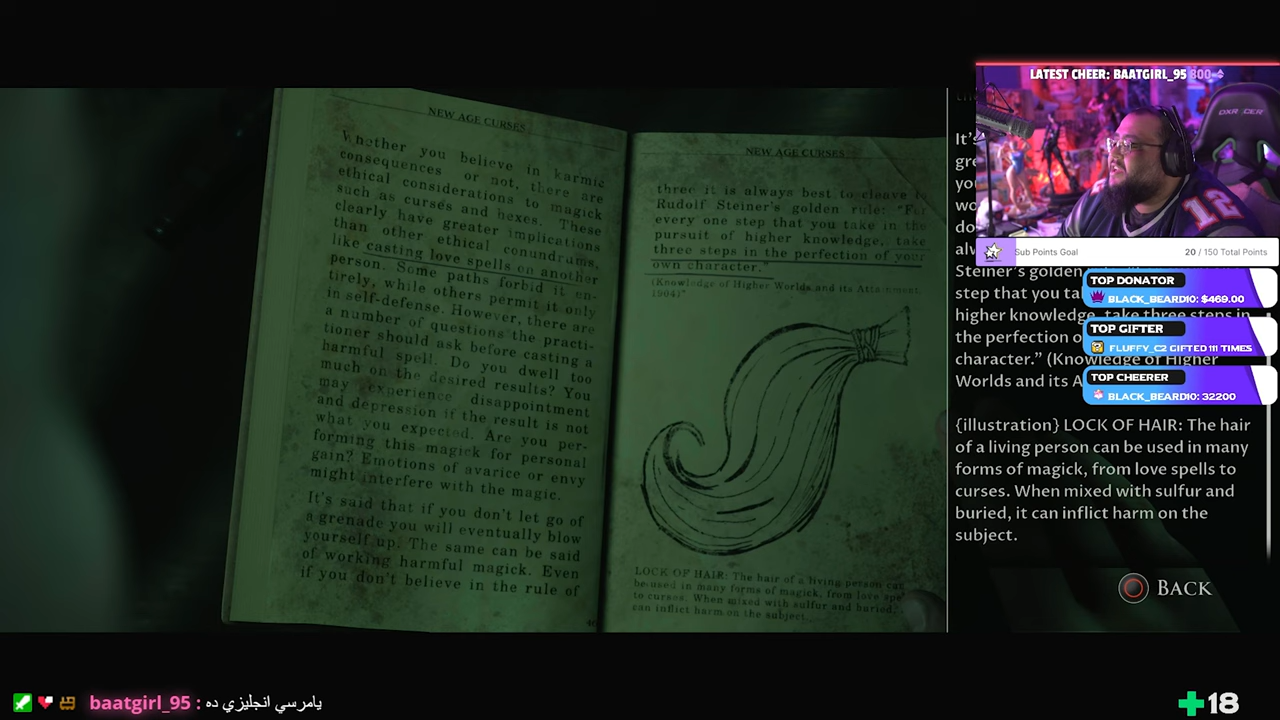 NEW AGE CURSES
Whether you believe in karmic
consequences or not, there are
ethical considerations to magick
such as curses and hexes. These
clearly have greater implications
than other ethical conundrums,
like casting love spells on another
person. Some paths forbid it en-
tirely, while others permit it only
in self-defense. However, there are
a number of questions the practi-
tioner should ask before casting a
harmful spell. Do you dwell too
much on the desired results? You
may experience disappointment
and depression if the result is not
what you expected. Are you per-
forming this magick for personal
gain? Emotions of avarice or envy
might interfere with the magic.
It's said that if you don't let go of
a grenade you will eventually blow
yourself up. The same can be said
of working harmful magick. Even
if you don't believe in the rule of
NEW AGE CURSES
three it is always best to cleave to
Rudolf Steiner's golden rule: "For
every one step that you take in the
pursuit of higher knowledge, take
three steps in the perfection of your
own character."
(Knowledge of Higher Worlds and its Attainment,
1904)"
LOCK OF HAIR: The hair of a living person can
be used in many forms of magick, from love spe
to curses. When mixed with sulfur and buried,
can inflict harm on the subject.
LATEST CHEER: BAATGIRL_95 800
It's
gre
you
wo
do
alw
DXRACER
12
Sub Points Goal
20 / 150 Total Points
Steiner's golden
step that you ta
higher knowledge, take three steps in
the perfection o
character." (Knowledge of Higher
Worlds and its A
TOP DONATOR
BLACK_BEARD10: $469.00
TOP GIFTER
FLUFFY_C2 GIFTED 111 TIMES
TOP CHEERER
BLACK_BEARD10: 32200
{illustration} LOCK OF HAIR: The hair
of a living person can be used in many
forms of magick, from love spells to
curses. When mixed with sulfur and
buried, it can inflict harm on the
subject.
BACK
baatgirl_95 : يامرسي انجليزي ده
+18